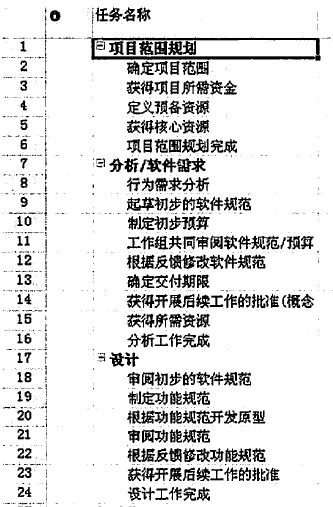 任务名称
1 项目范围规划
2 确定项目范围
3 获得项目所需资金
4 定义预备资源
5 获得核心资源
6 项目范围规划完成
7 分析/软件需求
8 行为需求分析
9 起草初步的软件规范
10 制定初步预算
11 工作组共同审阅软件规范/预算
12 根据反馈修改软件规范
13 确定交付期限
14 获得开展后续工作的批准(概念
15 获得所需资源
16 分析工作完成
17 设计
18 审阅初步的软件规范
19 制定功能规范
20 根据功能规范开发原型
21 审阅功能规范
22 根据反馈修改功能规范
23 获得开展后续工作的批准
24 设计工作完成